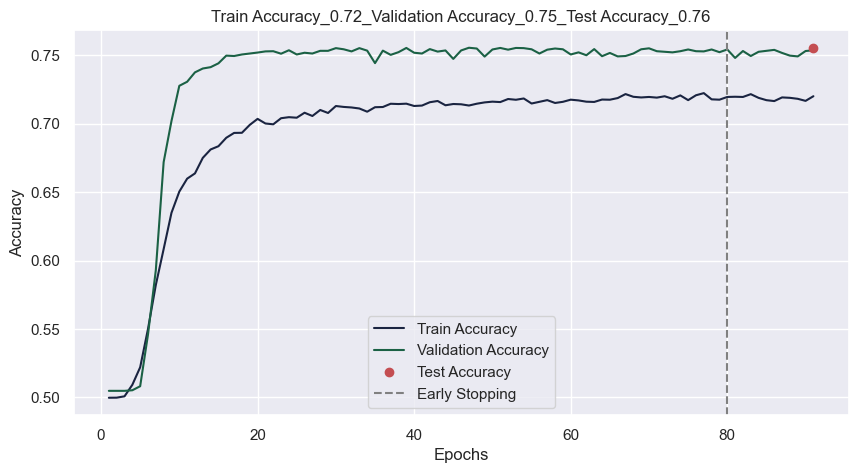 Train Accuracy_0.72_Validation Accuracy_0.75_Test Accuracy_0.76
0.75
0.70
0.65
0.60
0.55
0.50
Accuracy
Train Accuracy
Validation Accuracy
Test Accuracy
Early Stopping
0
20
40
60
80
Epochs